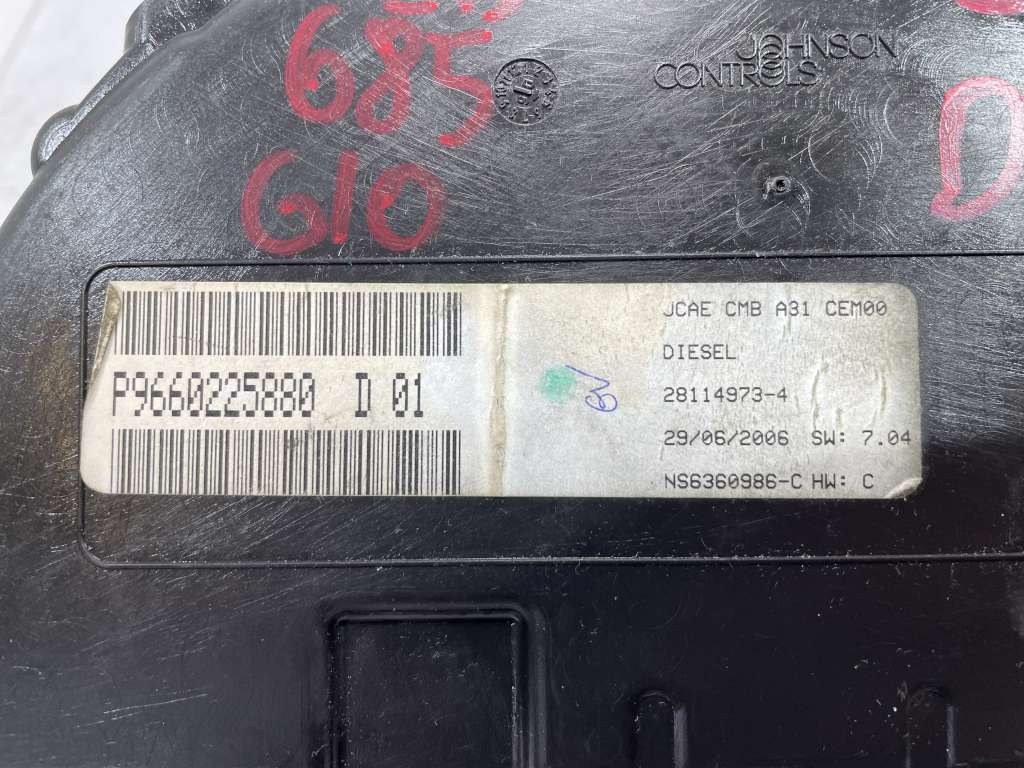 685
610
JOHNSON
CONTROLS
D
P9660225880 D 01
JCAE CMB A31 CEM00
DIESEL
28114973-4
29/06/2006 SW: 7.04
NS6360986-C HW: C